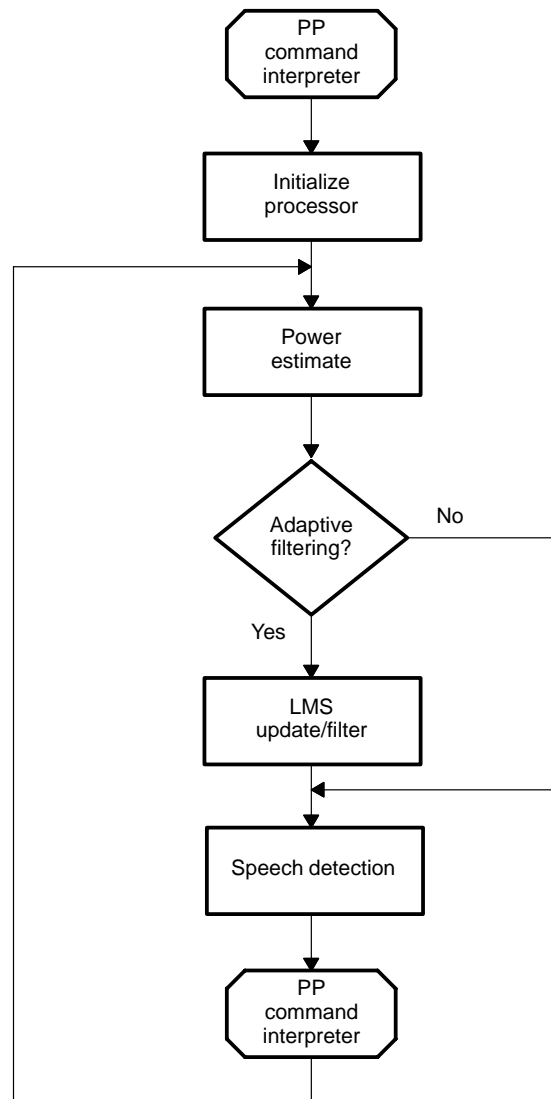 PP
command
interpreter
Initialize
processor
Power
estimate
Adaptive
filtering?
No
Yes
LMS
update/filter
Speech detection
PP
command
interpreter